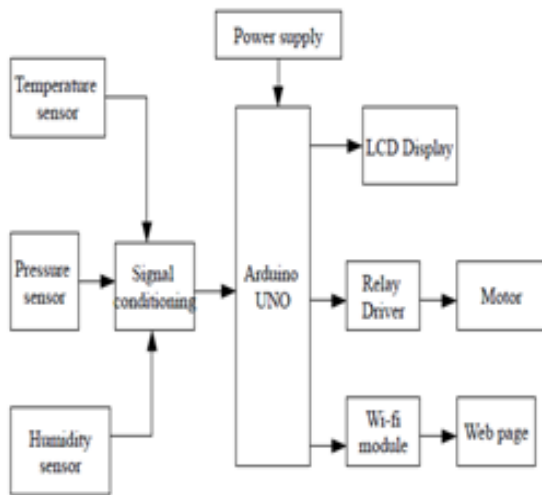 Power supply
Temperature
sensor
LCD Display
Pressure
sensor
Signal
conditioning
Arduino
UNO
Relay
Driver
Motor
Humidity
sensor
Wi-fi
module
Web page